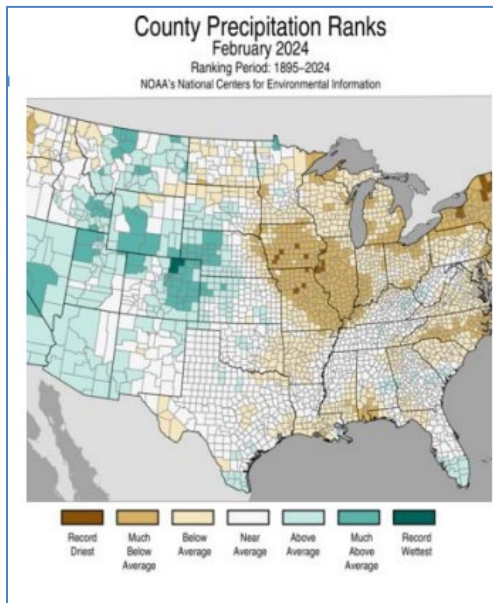 County Precipitation Ranks
February 2024
Ranking Period: 1895–2024
NOAA's National Centers for Environmental Information
Record Driest
Much Below Average
Below Average
Near Average
Above Average
Much Above Average
Record Wettest